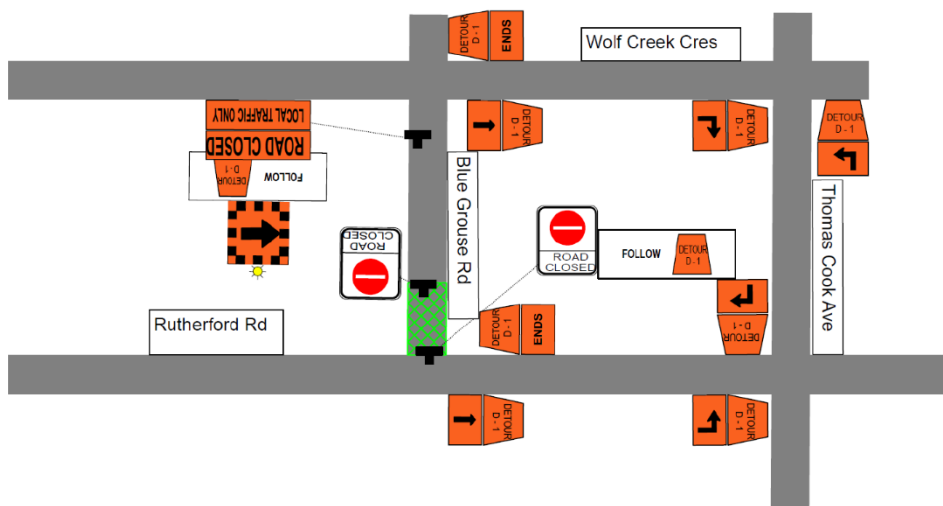 DETOUR
D - 1
ENDS
Wolf Creek Cres
LOCAL TRAFFIC ONLY
ROAD CLOSED
DETOUR
D-1
FOLLOW
DETOUR
D - 1
DETOUR
D - 1
DETOUR
D - 1
Blue Grouse Rd
Thomas Cook Ave
ROAD
CLOSED
ROAD
CLOSED
FOLLOW
DETOUR
D-1
Rutherford Rd
DETOUR
D - 1
ENDS
DETOUR
D - 1
DETOUR
D - 1
DETOUR
D - 1